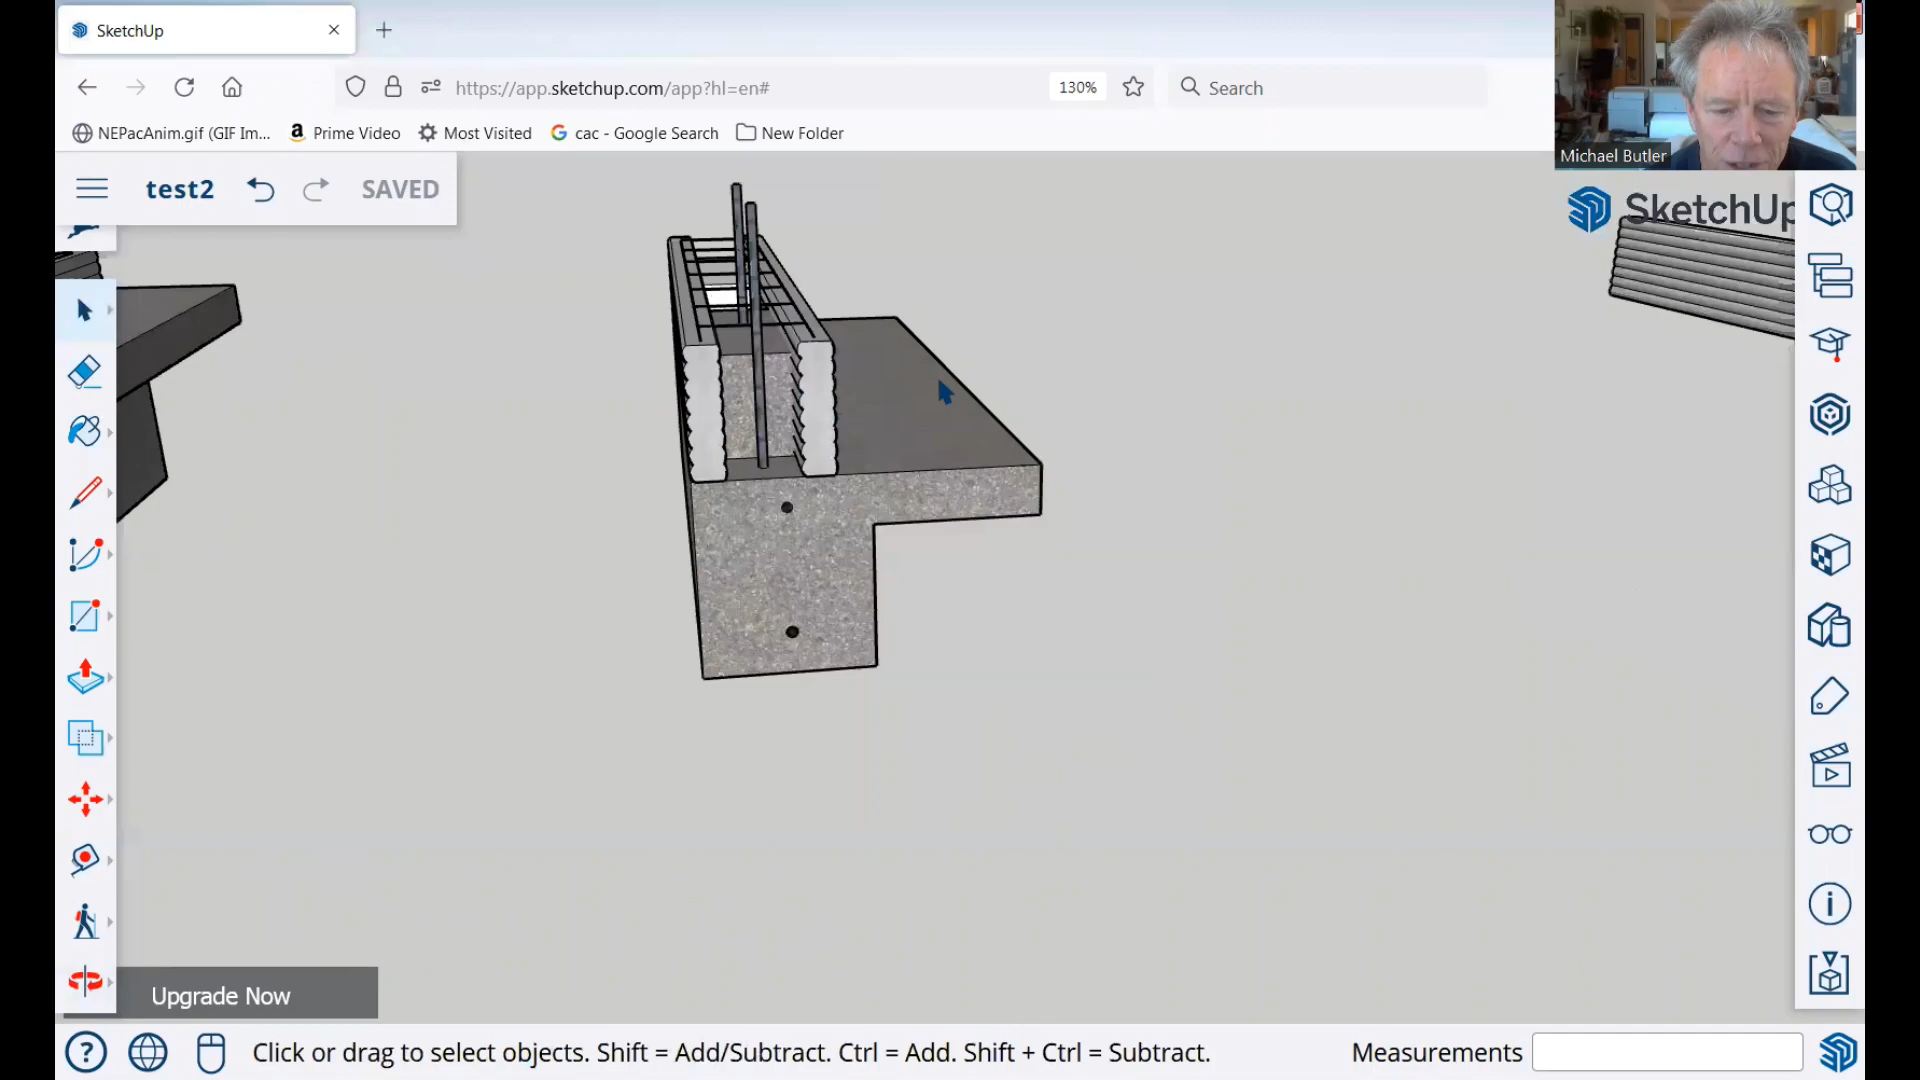 SketchUp
https://app.sketchup.com/app?hl=en#
130%
Search
NEPacAnim.gif (GIF Im...
Prime Video
Most Visited
cac - Google Search
New Folder
Michael Butler
test2
SAVED
SketchUp
Upgrade Now
Click or drag to select objects. Shift = Add/Subtract. Ctrl = Add. Shift + Ctrl = Subtract.
Measurements